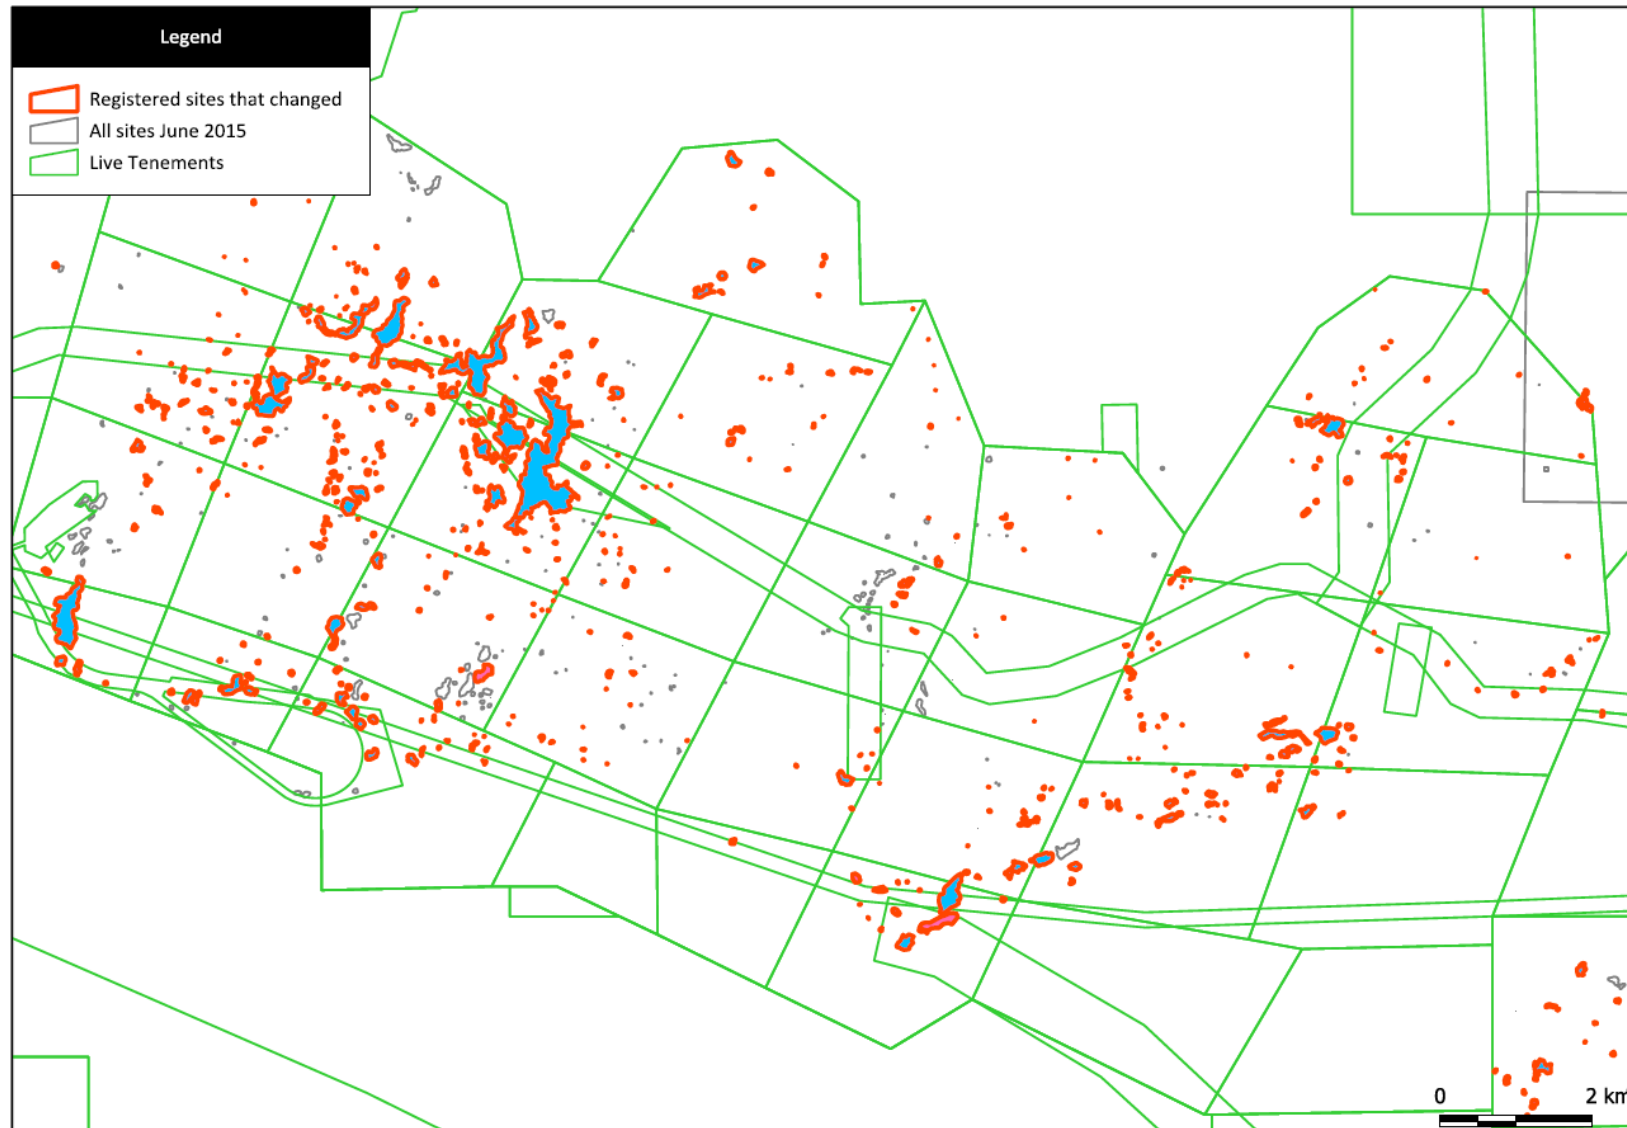 Legend
Registered sites that changed
All sites June 2015
Live Tenements
0 2 km